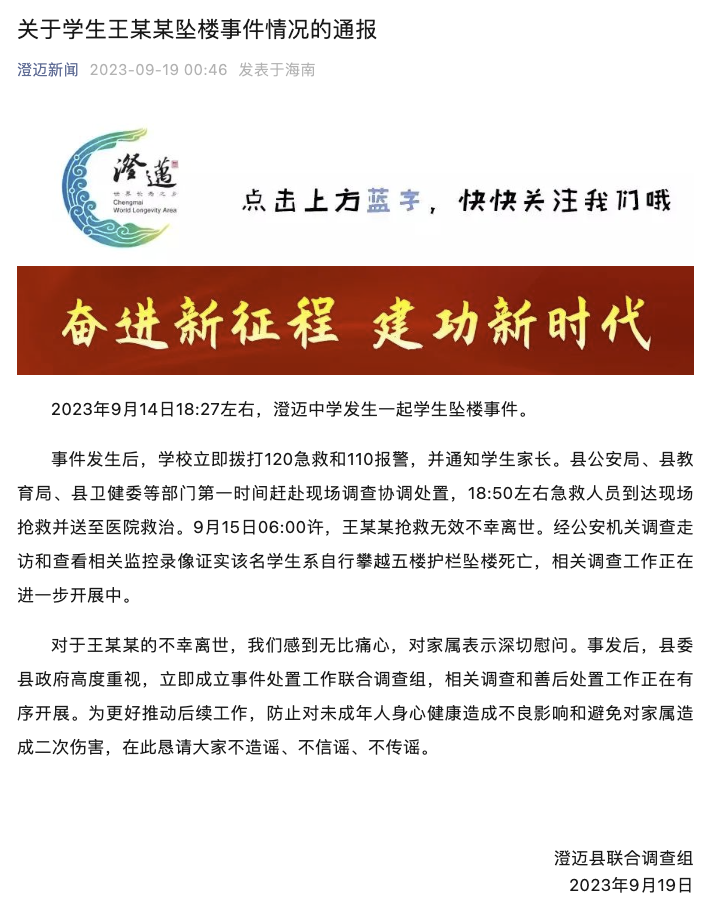 关于学生王某某坠楼事件情况的通报
澄迈新闻 2023-09-19 00:46 发表于海南
澄邁
世界长寿之乡
Chengmai
World Longevity Area
点击上方蓝字，快快关注我们哦
奋进新征程 建功新时代
2023年9月14日18:27左右，澄迈中学发生一起学生坠楼事件。
事件发生后，学校立即拨打120急救和110报警，并通知学生家长。县公安局、县教
育局、县卫健委等部门第一时间赶赴现场调查协调处置，18:50左右急救人员到达现场
抢救并送至医院救治。9月15日06:00许，王某某抢救无效不幸离世。经公安机关调查走
访和查看相关监控录像证实该名学生系自行攀越五楼护栏坠楼死亡，相关调查工作正在
进一步开展中。
对于王某某的不幸离世，我们感到无比痛心，对家属表示深切慰问。事发后，县委
县政府高度重视，立即成立事件处置工作联合调查组，相关调查和善后处置工作正在有
序开展。为更好推动后续工作，防止对未成年人身心健康造成不良影响和避免对家属造
成二次伤害，在此恳请大家不造谣、不信谣、不传谣。
澄迈县联合调查组
2023年9月19日